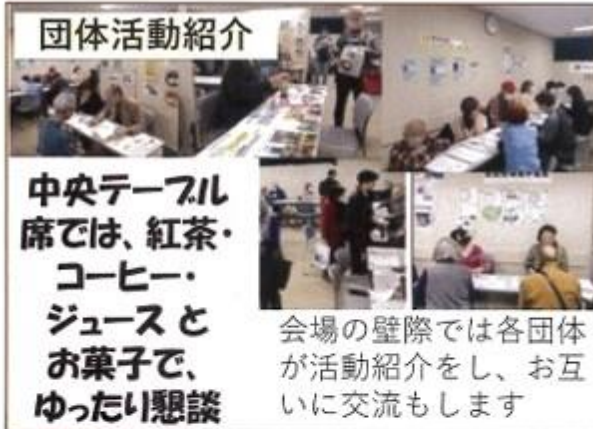 団体活動紹介
中央テーブル
席では、紅茶・
コーヒー・
ジュース と
お菓子で、
ゆったり懇談
会場の壁際では各団体
が活動紹介をし、お互
いに交流もします